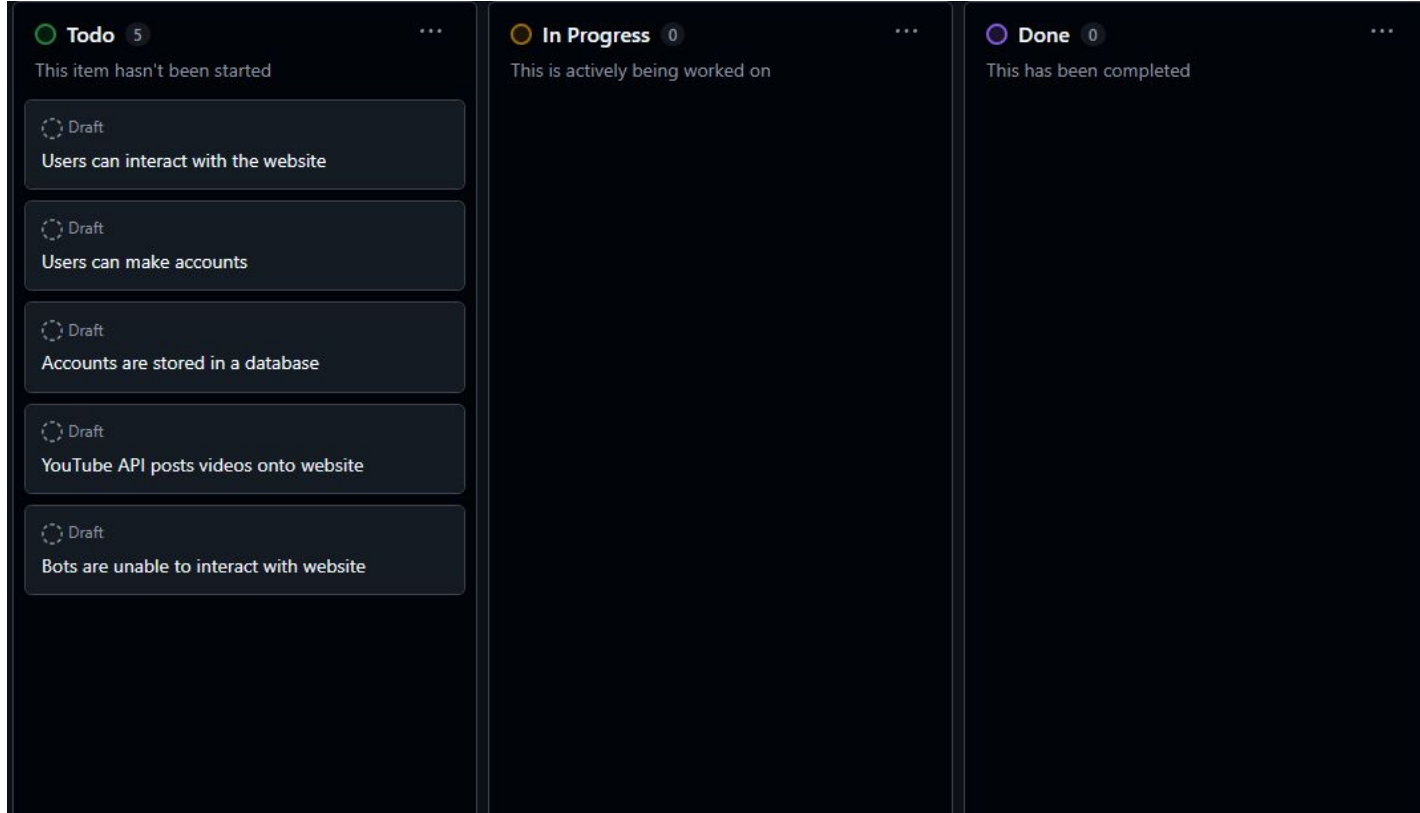 Todo 5
This item hasn't been started
Draft
Users can interact with the website
Draft
Users can make accounts
Draft
Accounts are stored in a database
Draft
YouTube API posts videos onto website
Draft
Bots are unable to interact with website
In Progress 0
This is actively being worked on
Done 0
This has been completed